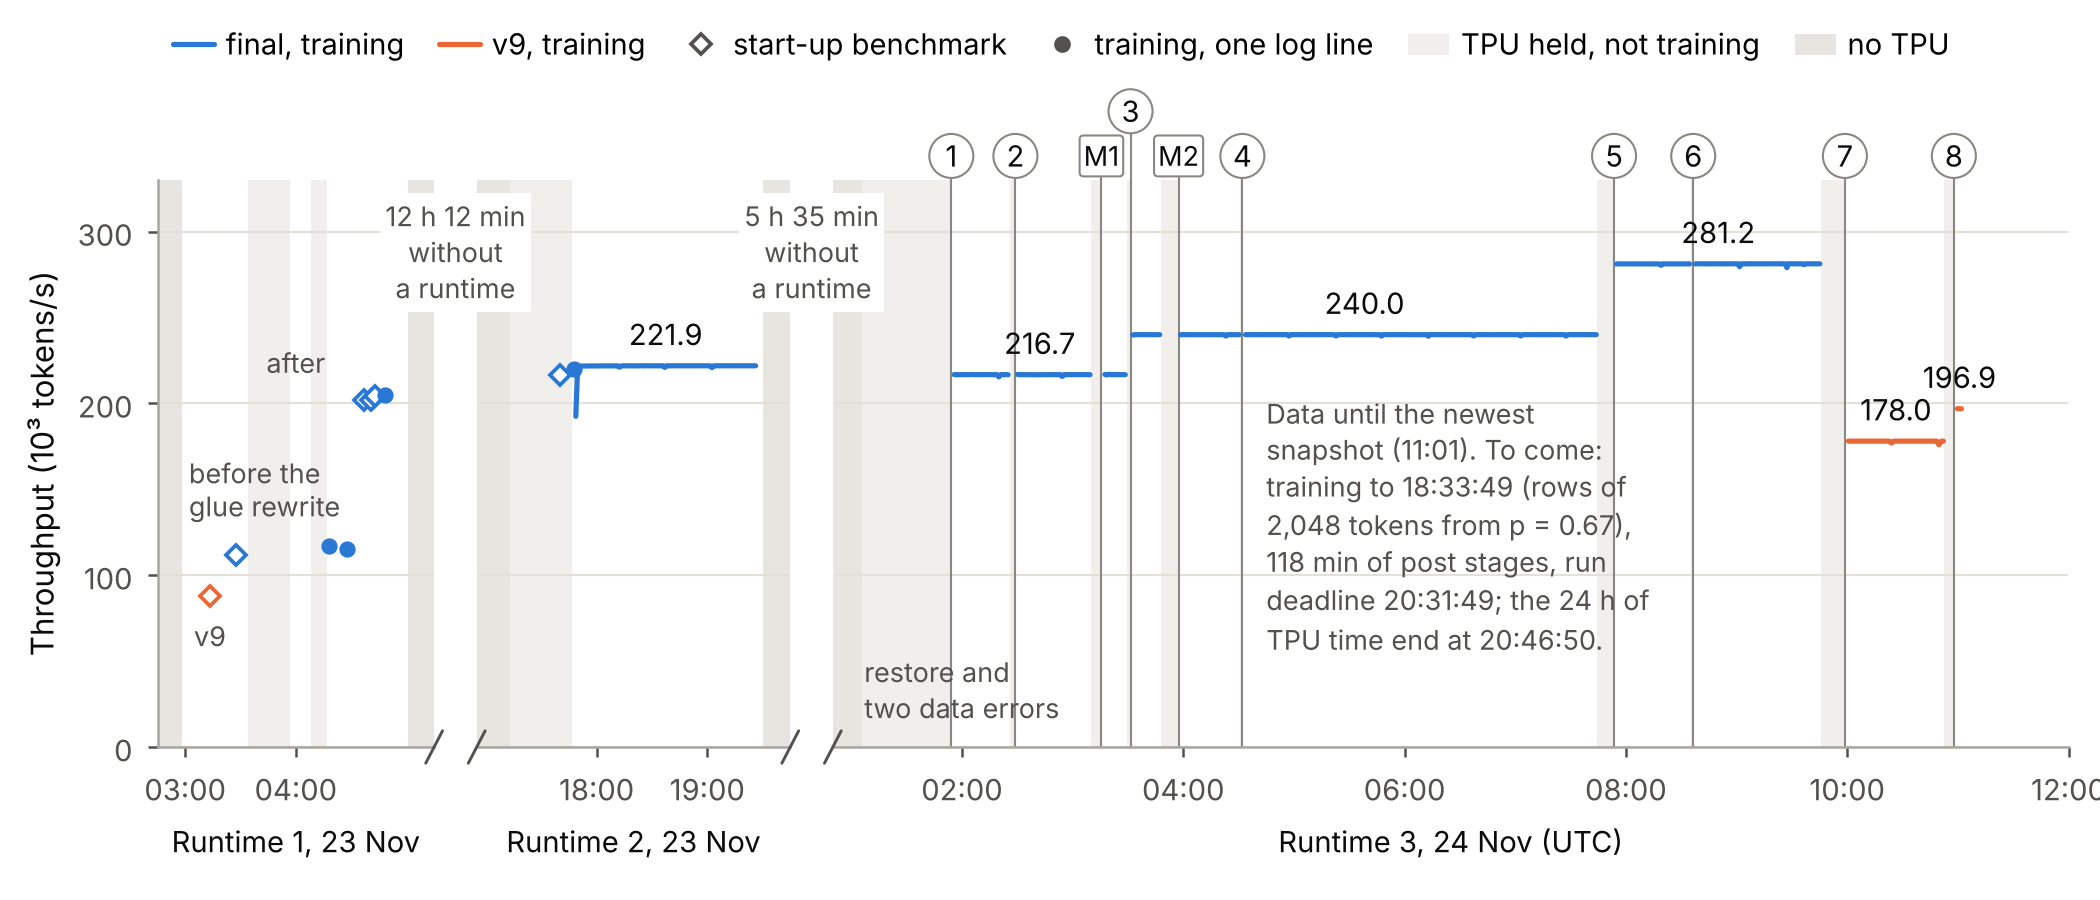 final, training
v9, training
start-up benchmark
training, one log line
TPU held, not training
no TPU
3
1
2
M1
M2
4
5
6
7
8
12 h 12 min
without
a runtime
5 h 35 min
without
a runtime
300
200
100
0
Throughput (10³ tokens/s)
281.2
240.0
221.9
216.7
196.9
178.0
after
before the
glue rewrite
v9
Data until the newest
snapshot (11:01). To come:
training to 18:33:49 (rows of
2,048 tokens from p = 0.67),
118 min of post stages, run
deadline 20:31:49; the 24 h of
TPU time end at 20:46:50.
restore and
two data errors
03:00
04:00
18:00
19:00
02:00
04:00
06:00
08:00
10:00
12:00
Runtime 1, 23 Nov
Runtime 2, 23 Nov
Runtime 3, 24 Nov (UTC)